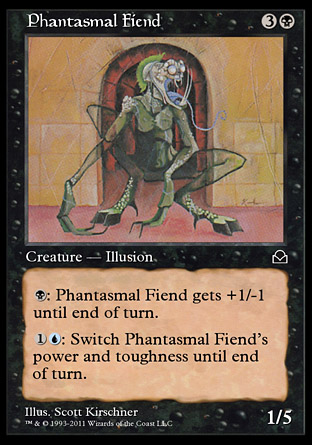 Phantasmal Fiend 3
Creature — Illusion
: Phantasmal Fiend gets +1/-1
until end of turn.
1 : Switch Phantasmal Fiend's
power and toughness until end
of turn.
Illus. Scott Kirschner
™ & © 1993-2011 Wizards of the Coast LLC
1/5